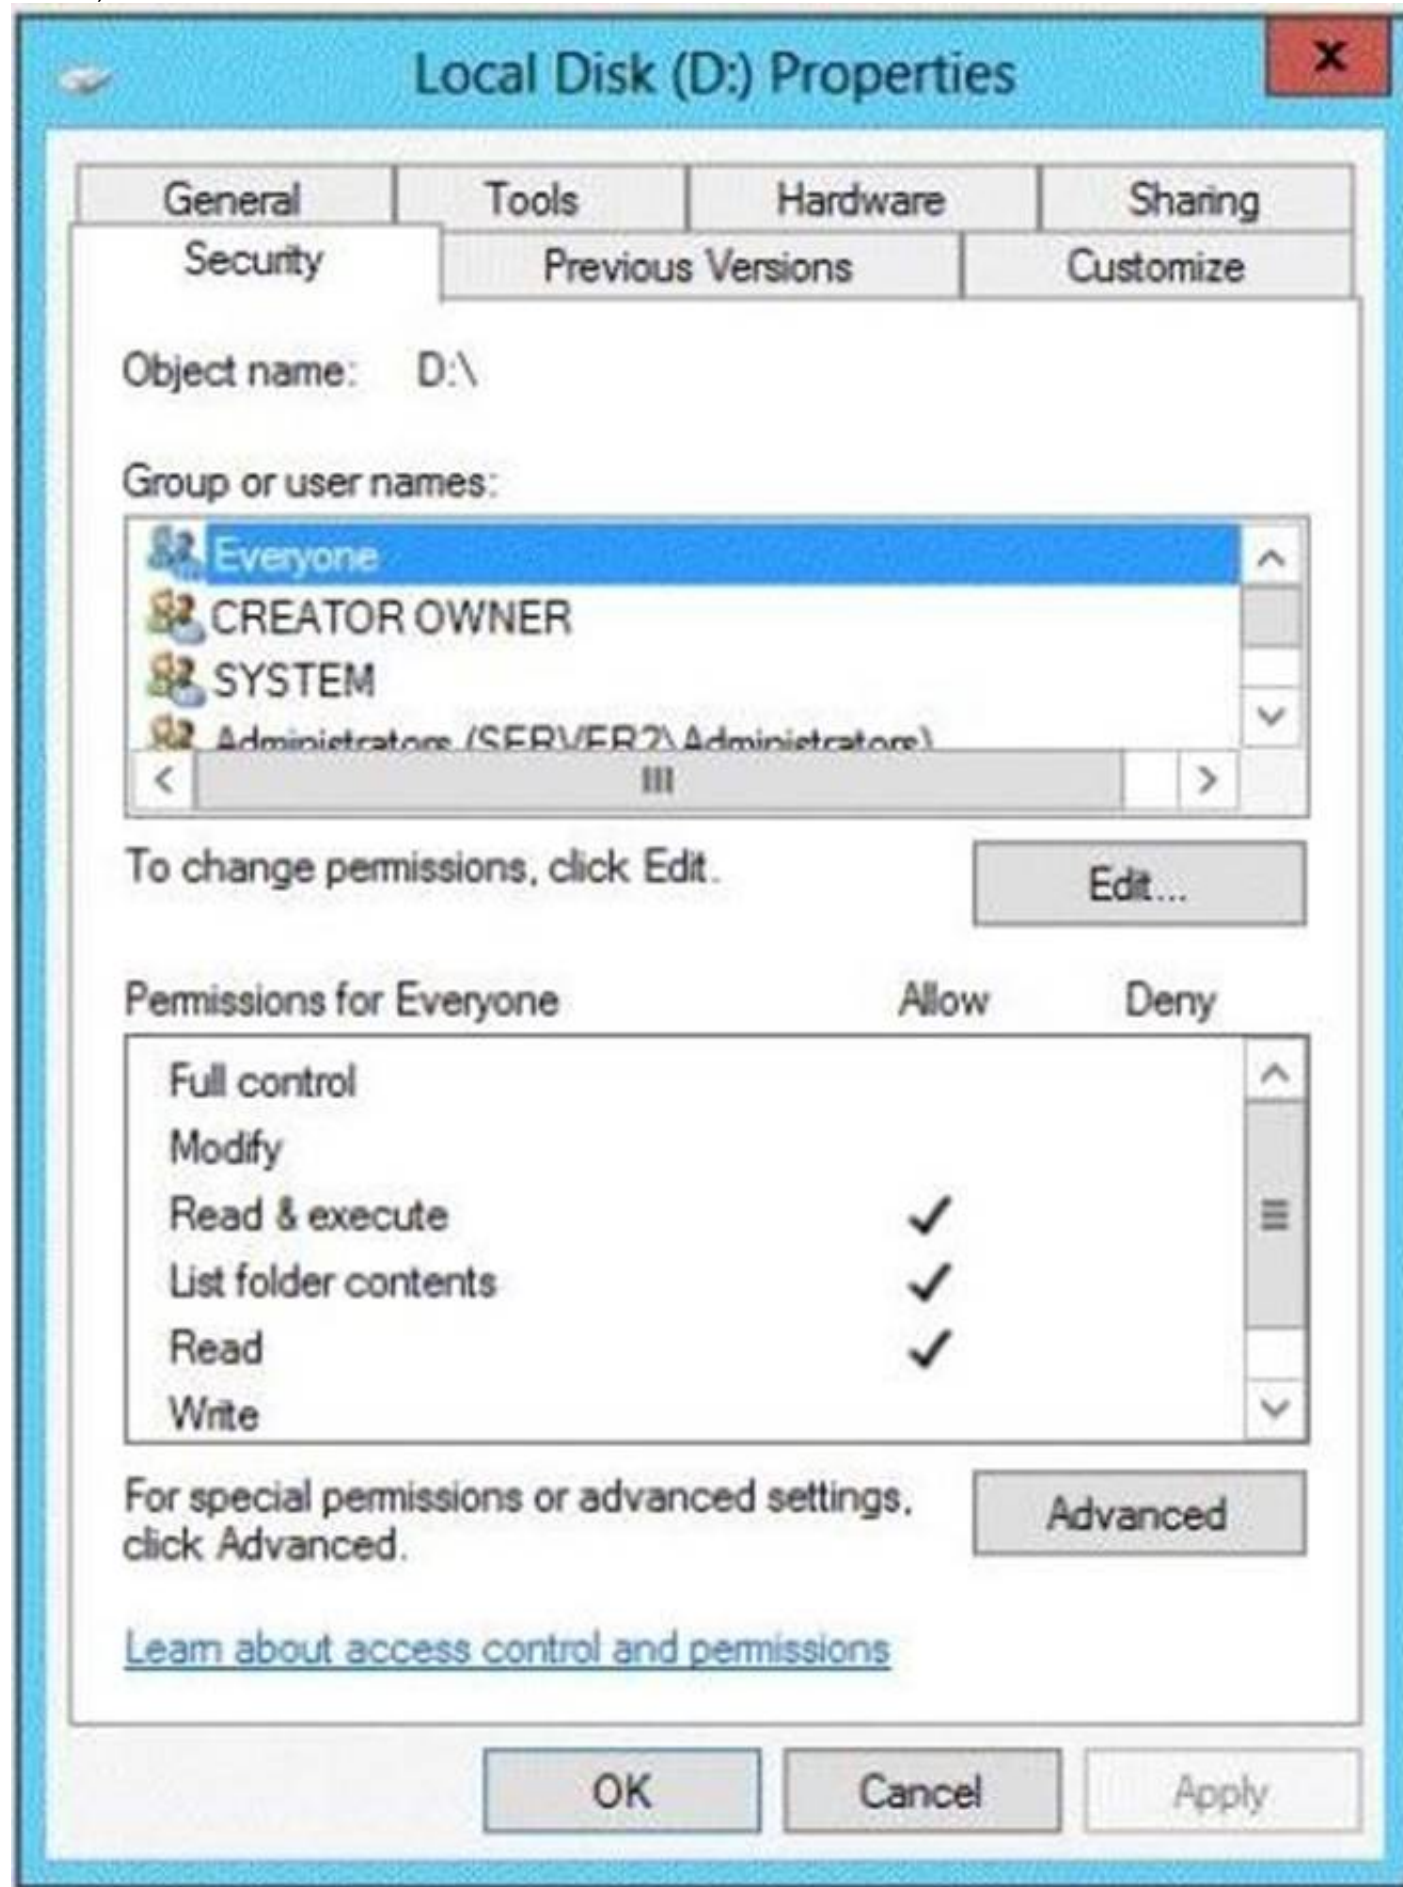 Local Disk (D:) Properties
x
General Tools Hardware Sharing
Security Previous Versions Customize
Object name: D:\
Group or user names:
Everyone
CREATOR OWNER
SYSTEM
Administrators (SERVER2\Administrators)
To change permissions, click Edit.
Edit...
Permissions for Everyone Allow Deny
Full control
Modify
Read & execute
List folder contents
Read
Write
For special permissions or advanced settings,
click Advanced.
Advanced
Learn about access control and permissions
OK Cancel Apply